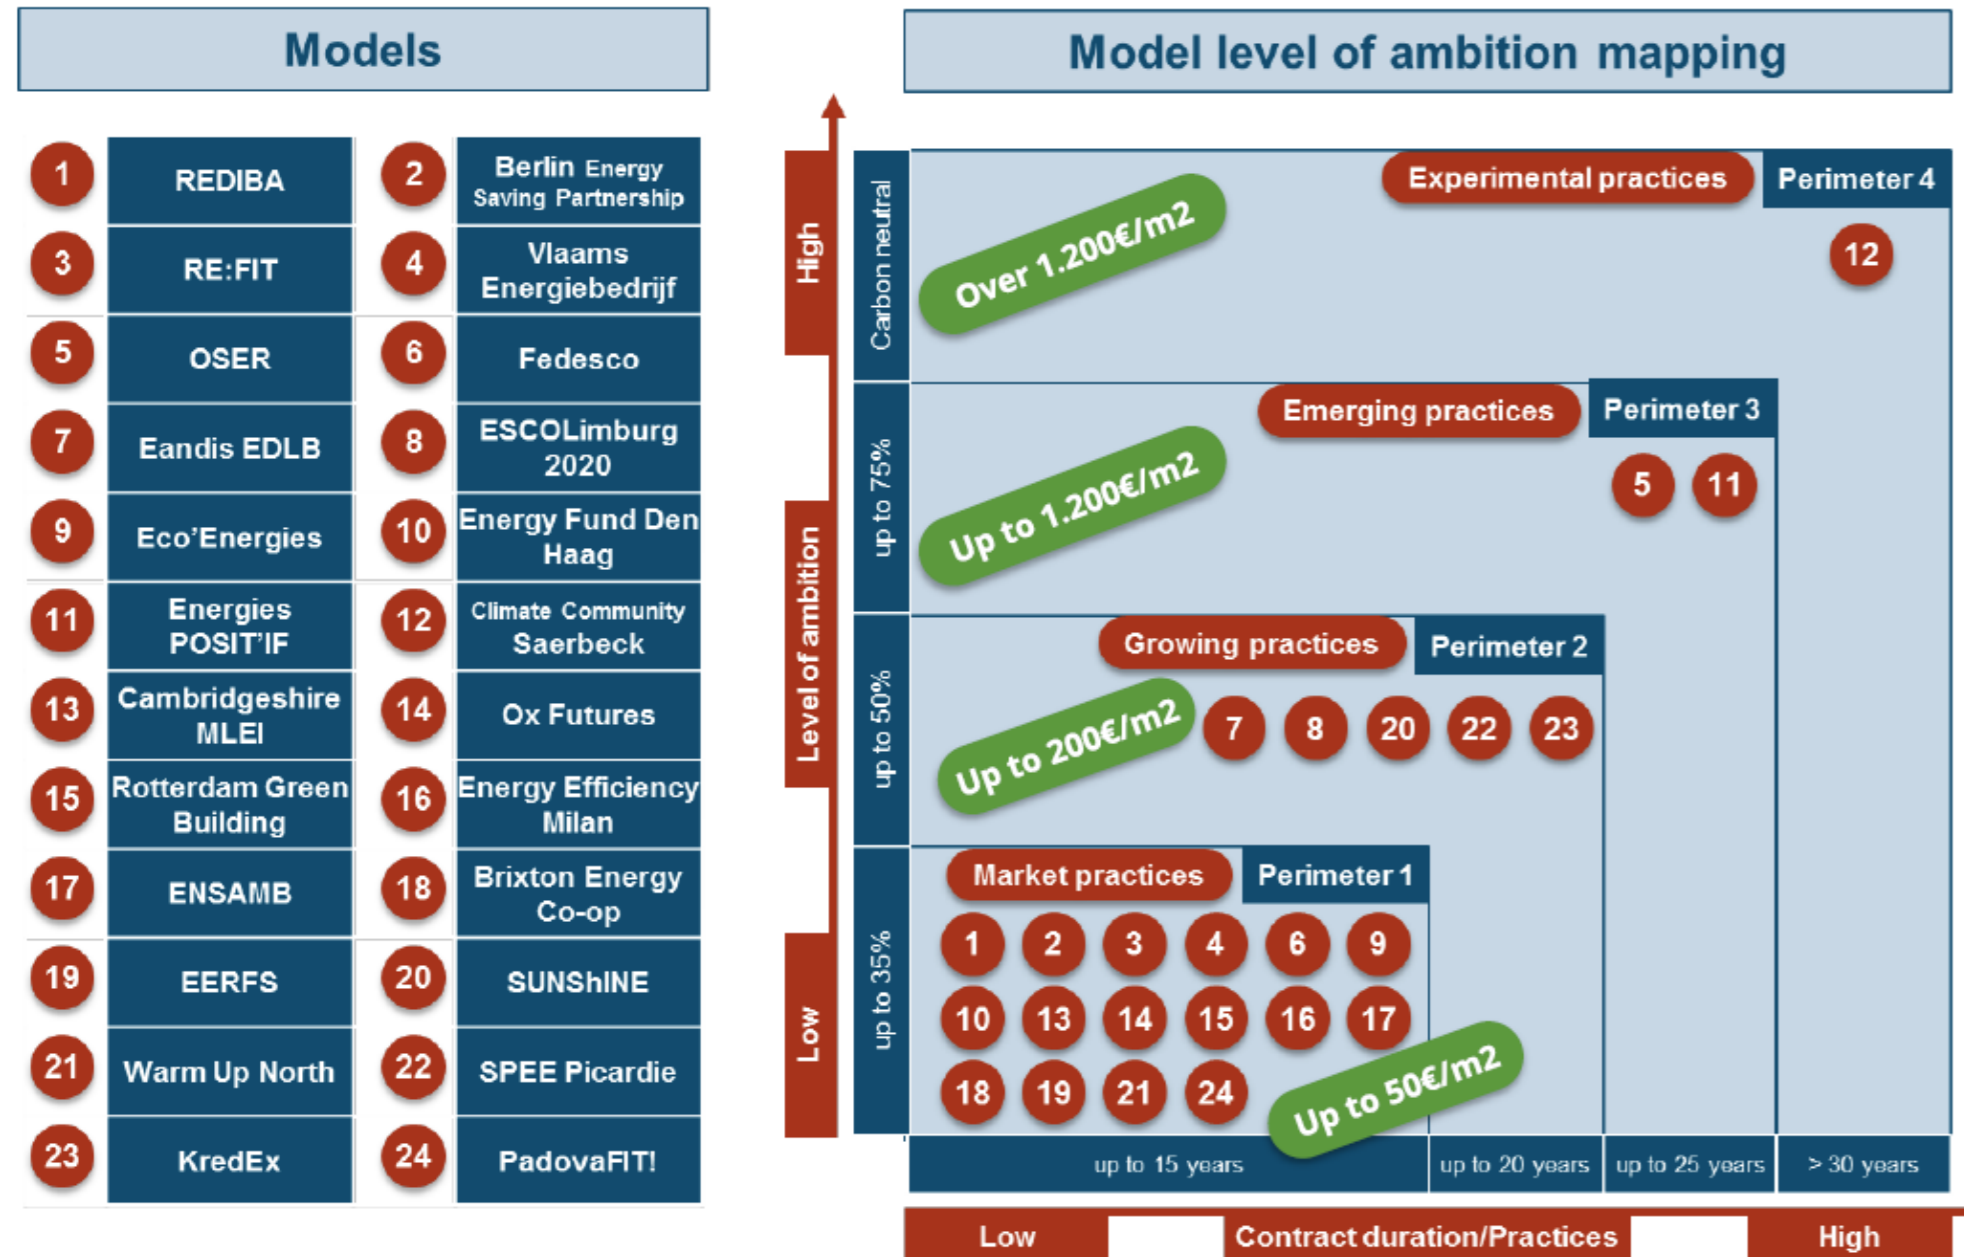 Models
1
REDIBA
2
Berlin Energy
Saving Partnership
3
RE:FIT
4
Vlaams
Energiebedrijf
5
OSER
6
Fedesco
7
Eandis EDLB
8
ESCOLimburg
2020
9
Eco’Energies
10
Energy Fund Den
Haag
11
Energies
POSIT’IF
12
Climate Community
Saerbeck
13
Cambridgeshire
MLEI
14
Ox Futures
15
Rotterdam Green
Building
16
Energy Efficiency
Milan
17
ENSAMB
18
Brixton Energy
Co-op
19
EERFS
20
SUNShINE
21
Warm Up North
22
SPEE Picardie
23
KredEx
24
PadovaFIT!
Model level of ambition mapping
High
Level of ambition
Low
Carbon neutral
Over 1.200€/m2
Experimental practices
Perimeter 4
12
up to 75%
Up to 1.200€/m2
Emerging practices
Perimeter 3
5 11
up to 50%
Up to 200€/m2
Growing practices
Perimeter 2
7 8 20 22 23
up to 35%
Market practices
Perimeter 1
1 2 3 4 6 9
10 13 14 15 16 17
18 19 21 24
Up to 50€/m2
up to 15 years
up to 20 years
up to 25 years
> 30 years
Low
Contract duration/Practices
High